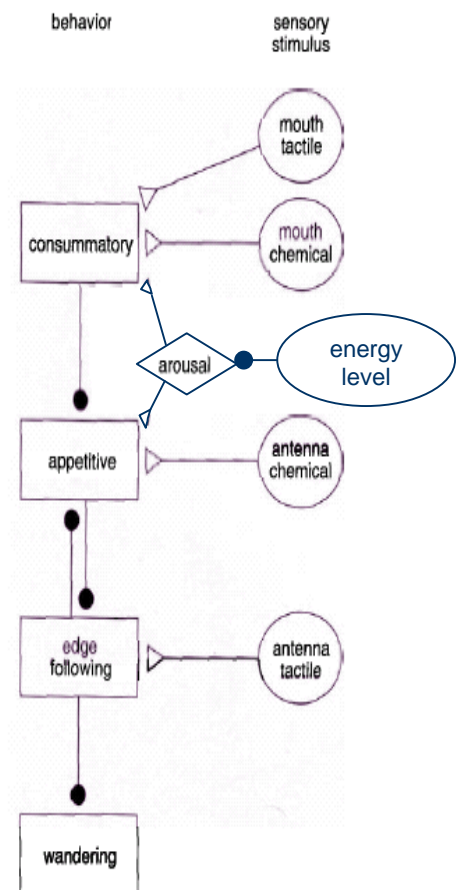 behavior
sensory
stimulus
mouth
tactile
consummatory
mouth
chemical
arousal
energy
level
appetitive
antenna
chemical
edge
following
antenna
tactile
wandering